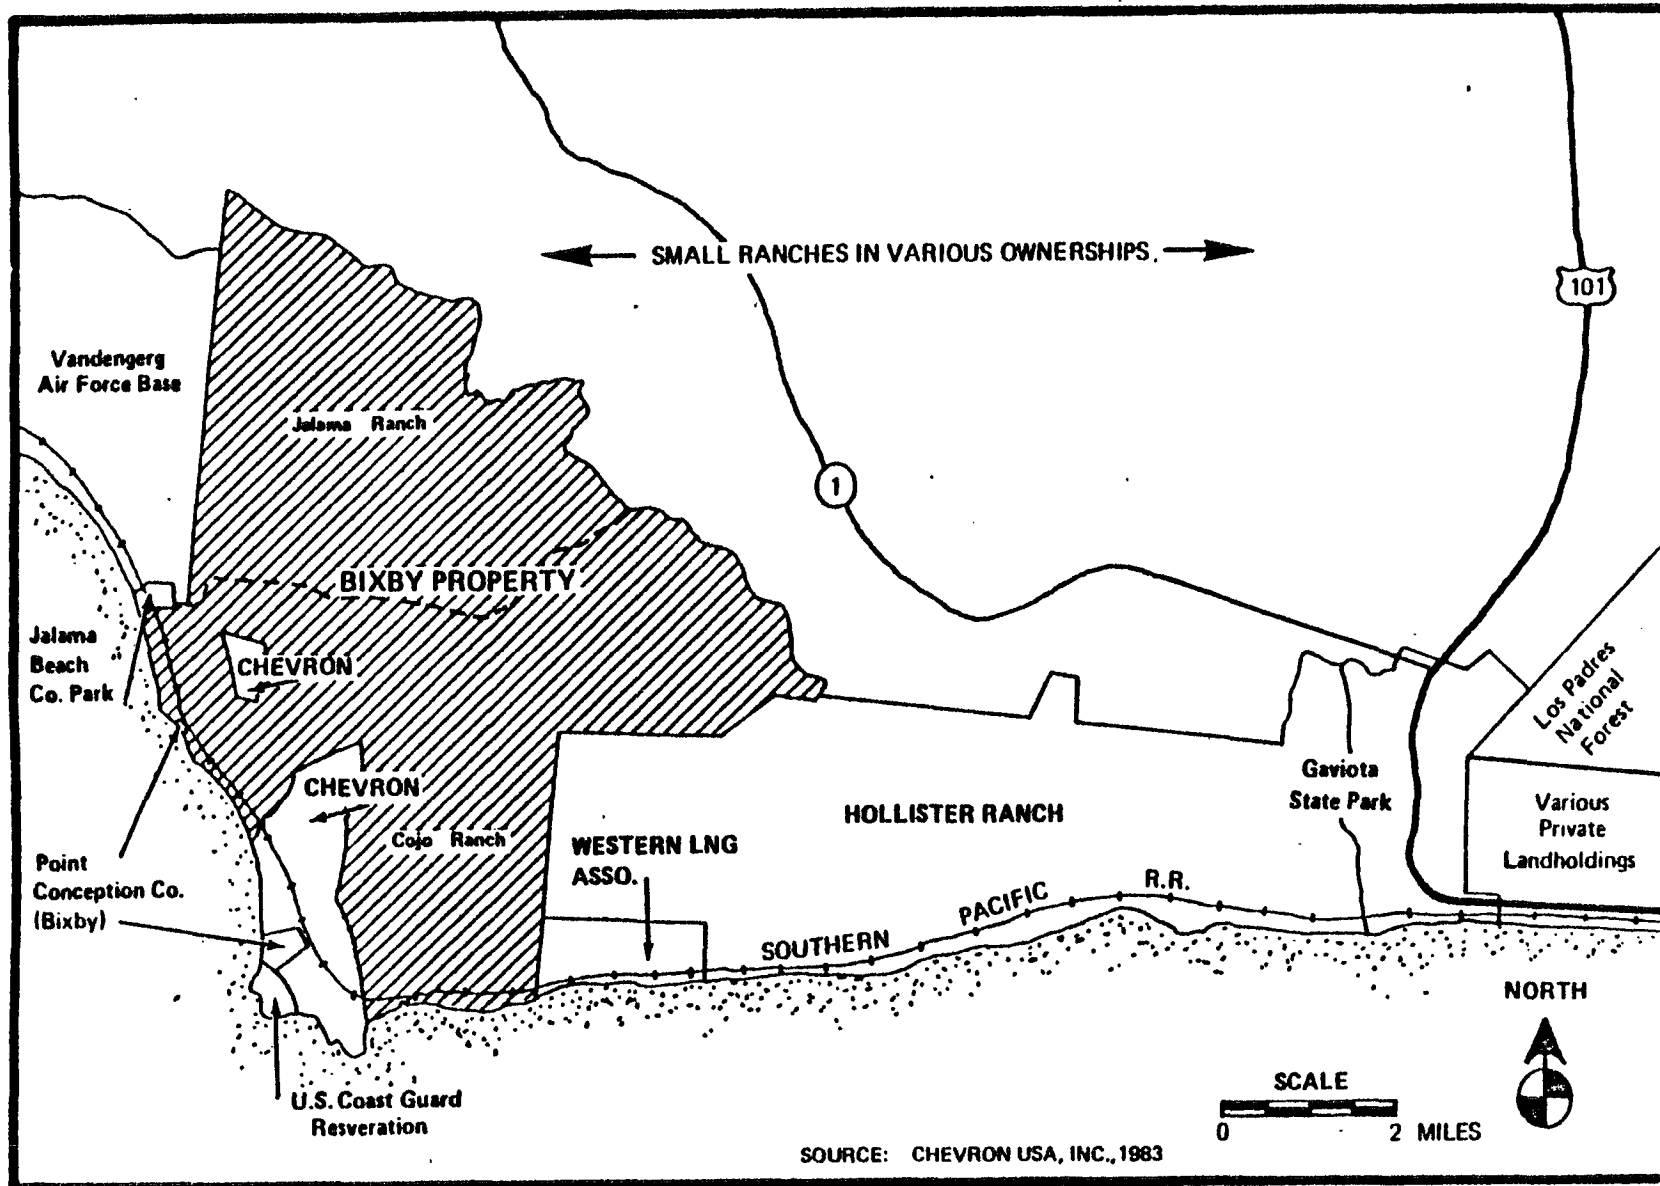 SMALL RANCHES IN VARIOUS OWNERSHIPS.
101
Vandengerg
Air Force Base
Jalama Ranch
1
BIXBY PROPERTY
Jalama
Beach
Co. Park
CHEVRON
Los Padres
National
Forest
CHEVRON
Gaviota
State Park
HOLLISTER RANCH
Various
Private
Landholdings
Cojo Ranch
WESTERN LNG
ASSO.
Point
Conception Co.
(Bixby)
SOUTHERN PACIFIC R.R.
NORTH
U.S. Coast Guard
Resveration
SCALE
0 2 MILES
SOURCE: CHEVRON USA, INC., 1983